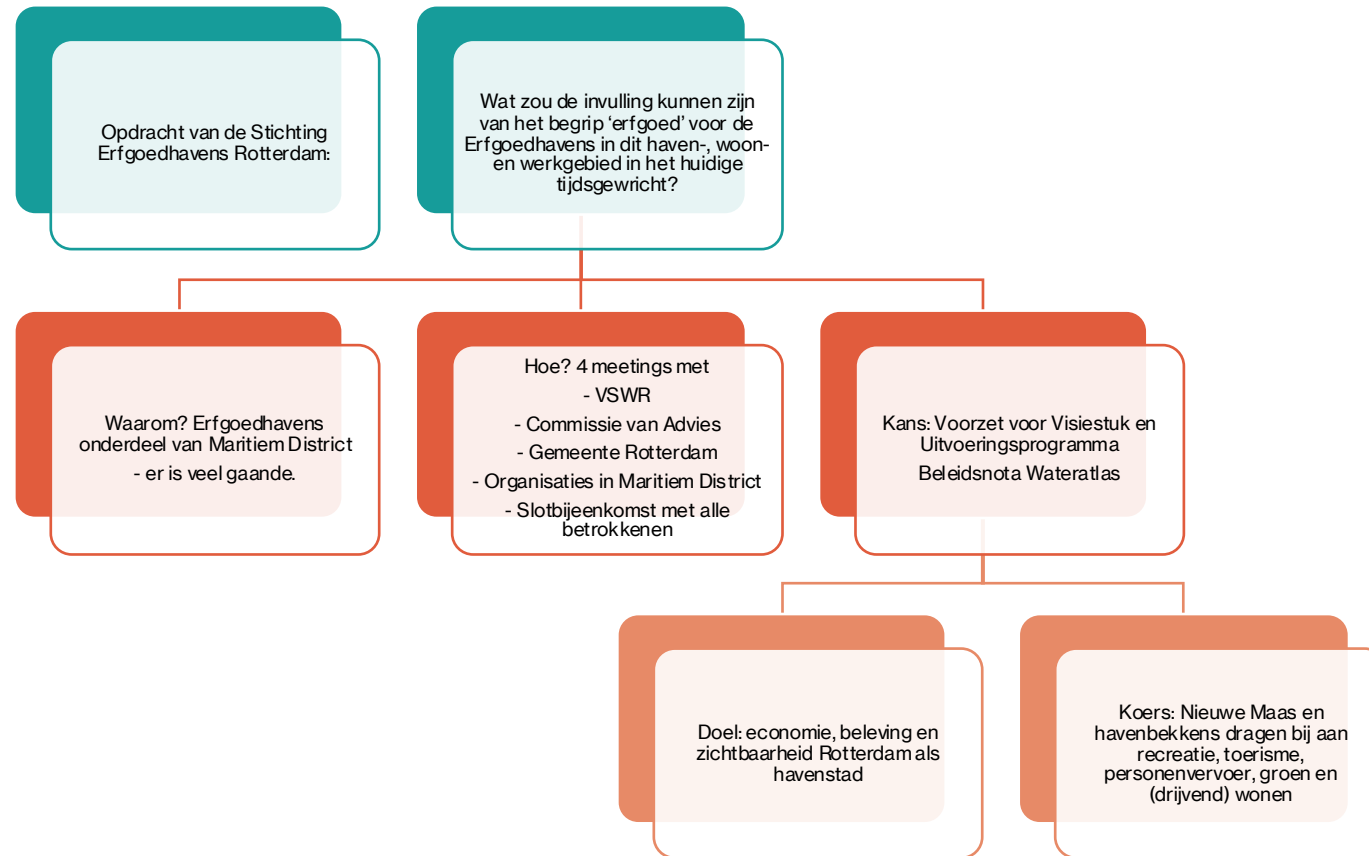 Opdracht van de Stichting
Erfgoedhavens Rotterdam:
Wat zou de invulling kunnen zijn
van het begrip ‘erfgoed’ voor de
Erfgoedhavens in dit haven-, woon-
en werkgebied in het huidige
tijdsgewricht?
Waarom? Erfgoedhavens
onderdeel van Maritiem District
- er is veel gaande.
Hoe? 4 meetings met
- VSWR
- Commissie van Advies
- Gemeente Rotterdam
- Organisaties in Maritiem District
- Slotbijeenkomst met alle
betrokkenen
Kans: Voorzet voor Visiestuk en
Uitvoeringsprogramma
Beleidsnota Wateratlas
Doel: economie, beleving en
zichtbaarheid Rotterdam als
havenstad
Koers: Nieuwe Maas en
havenbekkens dragen bij aan
recreatie, toerisme,
personenvervoer, groen en
(drijvend) wonen